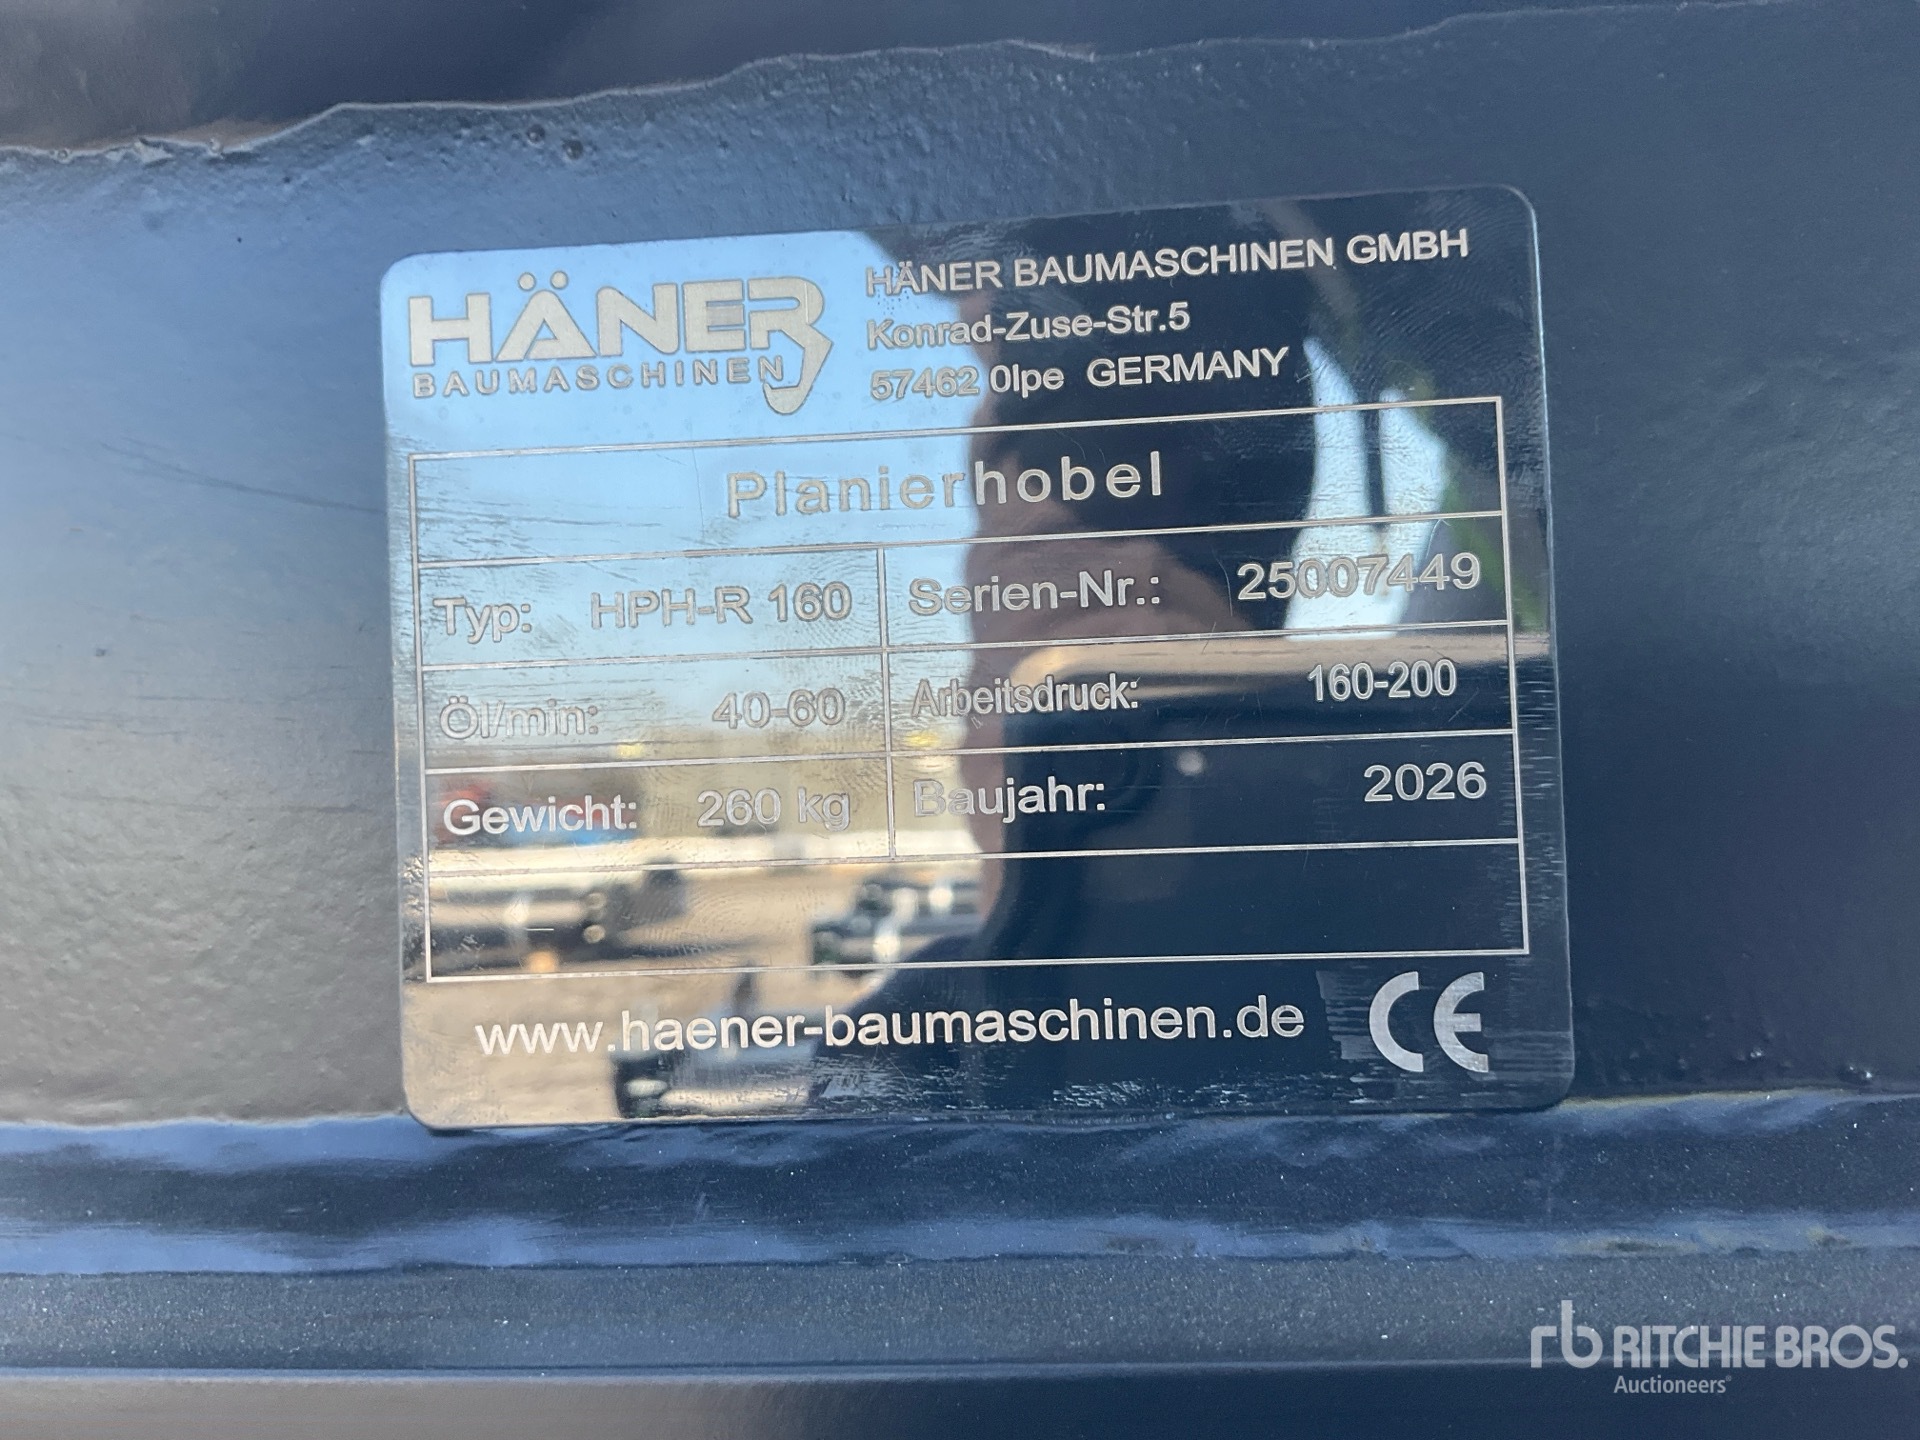 HÄNER
BAUMASCHINEN
HÄNER BAUMASCHINEN GMBH
Konrad-Zuse-Str.5
57462 Olpe GERMANY
Planierhobel
Typ: HPH-R 160 Serien-Nr.: 25007449
Öl/min: 40-60 Arbeitsdruck: 160-200
Gewicht: 260 kg Baujahr: 2026
www.haener-baumaschinen.de CE
rb RITCHIE BROS.
Auctioneers